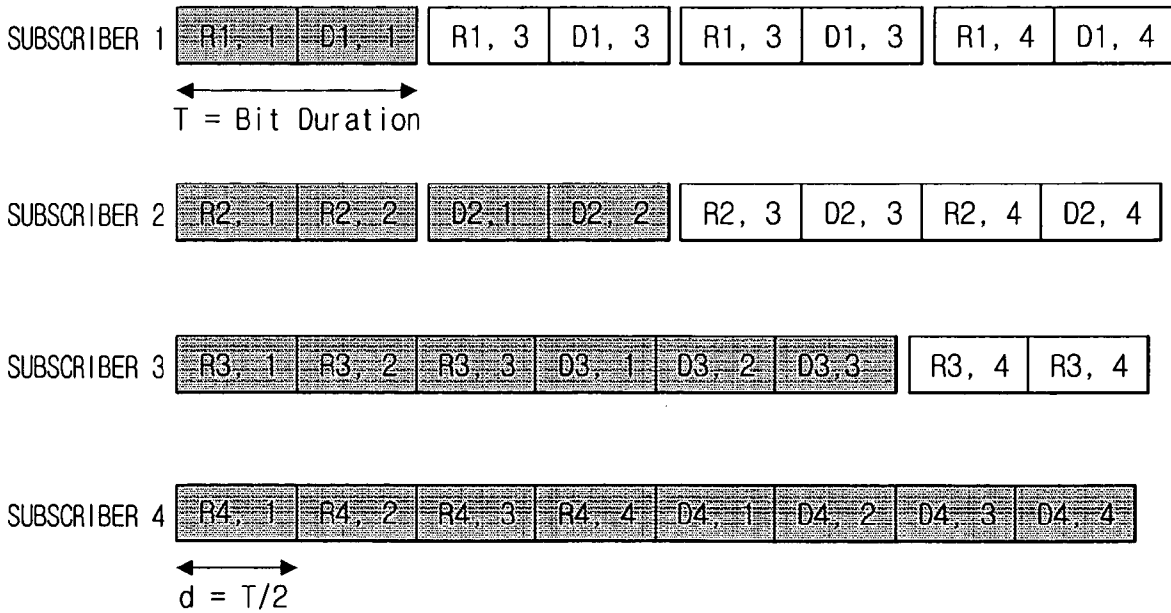 SUBSCRIBER 1 R1, 1 D1, 1 R1, 3 D1, 3 R1, 3 D1, 3 R1, 4 D1, 4
T = Bit Duration
SUBSCRIBER 2 R2, 1 R2, 2 D2,1 D2, 2 R2, 3 D2, 3 R2, 4 D2, 4
SUBSCRIBER 3 R3, 1 R3, 2 R3, 3 D3, 1 D3, 2 D3,3 R3, 4 R3, 4
SUBSCRIBER 4 R4, 1 R4, 2 R4, 3 R4, 4 D4, 1 D4, 2 D4, 3 D4, 4
d = T/2